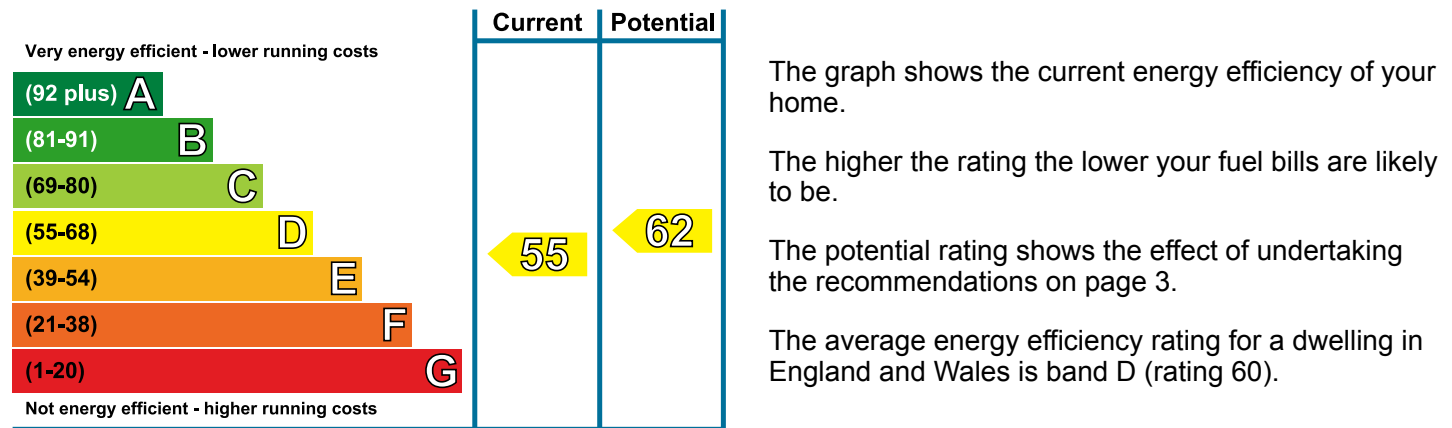 Current Potential
Very energy efficient - lower running costs
(92 plus) A
(81-91) B
(69-80) C
(55-68) D
(39-54) E
(21-38) F
(1-20) G
Not energy efficient - higher running costs
55
62
The graph shows the current energy efficiency of your
home.
The higher the rating the lower your fuel bills are likely
to be.
The potential rating shows the effect of undertaking
the recommendations on page 3.
The average energy efficiency rating for a dwelling in
England and Wales is band D (rating 60).